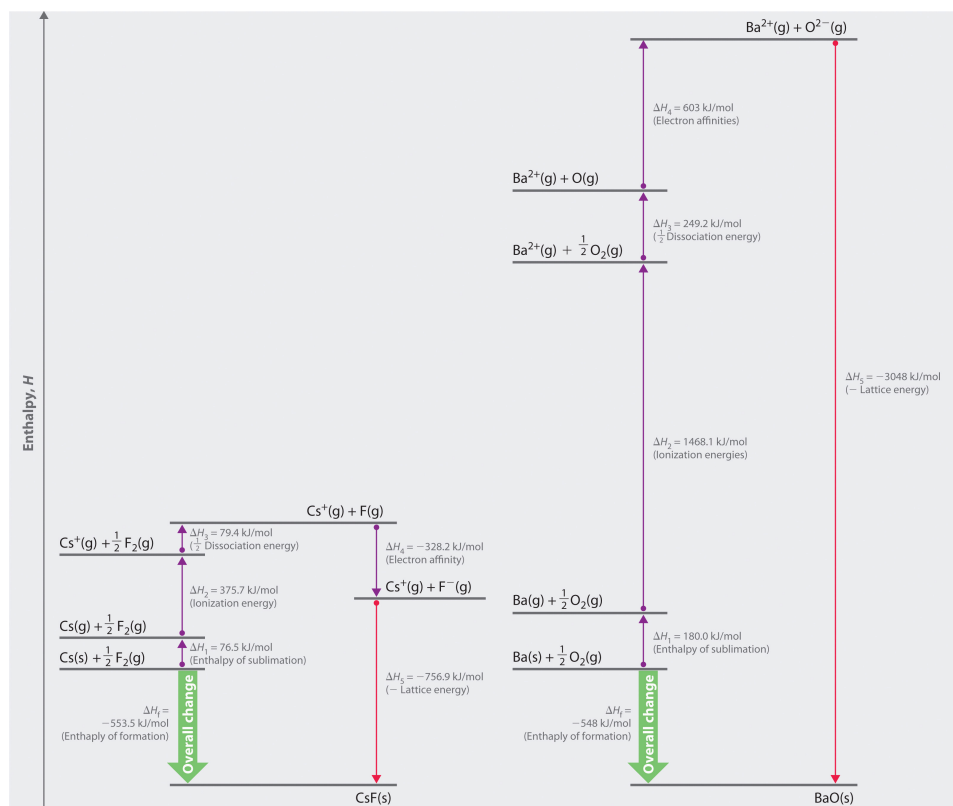 Enthalpy, H
Cs⁺(g) + F(g)
ΔH₃ = 79.4 kJ/mol
(½ Dissociation energy)
Cs⁺(g) + ½ F₂(g)
ΔH₄ = −328.2 kJ/mol
(Electron affinity)
ΔH₂ = 375.7 kJ/mol
(Ionization energy)
Cs⁺(g) + F⁻(g)
Cs(g) + ½ F₂(g)
ΔH₁ = 76.5 kJ/mol
(Enthalpy of sublimation)
Cs(s) + ½ F₂(g)
ΔH₅ = −756.9 kJ/mol
(− Lattice energy)
ΔHf =
−553.5 kJ/mol
(Enthaply of formation)
Overall change
CsF(s)
Ba²⁺(g) + O²⁻(g)
ΔH₄ = 603 kJ/mol
(Electron affinities)
Ba²⁺(g) + O(g)
ΔH₃ = 249.2 kJ/mol
(½ Dissociation energy)
Ba²⁺(g) + ½ O₂(g)
ΔH₅ = −3048 kJ/mol
(− Lattice energy)
ΔH₂ = 1468.1 kJ/mol
(Ionization energies)
Ba(g) + ½ O₂(g)
ΔH₁ = 180.0 kJ/mol
(Enthalpy of sublimation)
Ba(s) + ½ O₂(g)
ΔHf =
−548 kJ/mol
(Enthaply of formation)
Overall change
BaO(s)